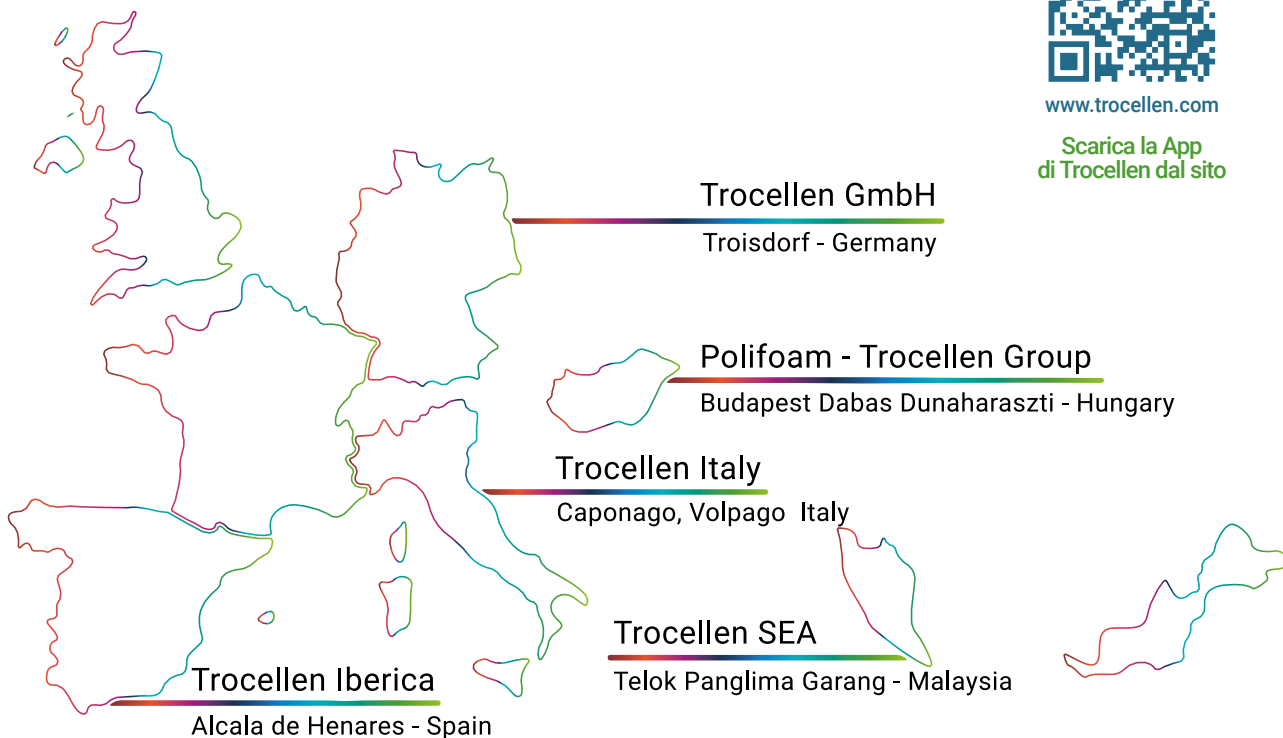 www.trocellen.com
Scarica la App
di Trocellen dal sito
Trocellen GmbH
Troisdorf - Germany
Polifoam - Trocellen Group
Budapest Dabas Dunaharaszti - Hungary
Trocellen Italy
Caponago, Volpago Italy
Trocellen SEA
Telok Panglima Garang - Malaysia
Trocellen Iberica
Alcala de Henares - Spain